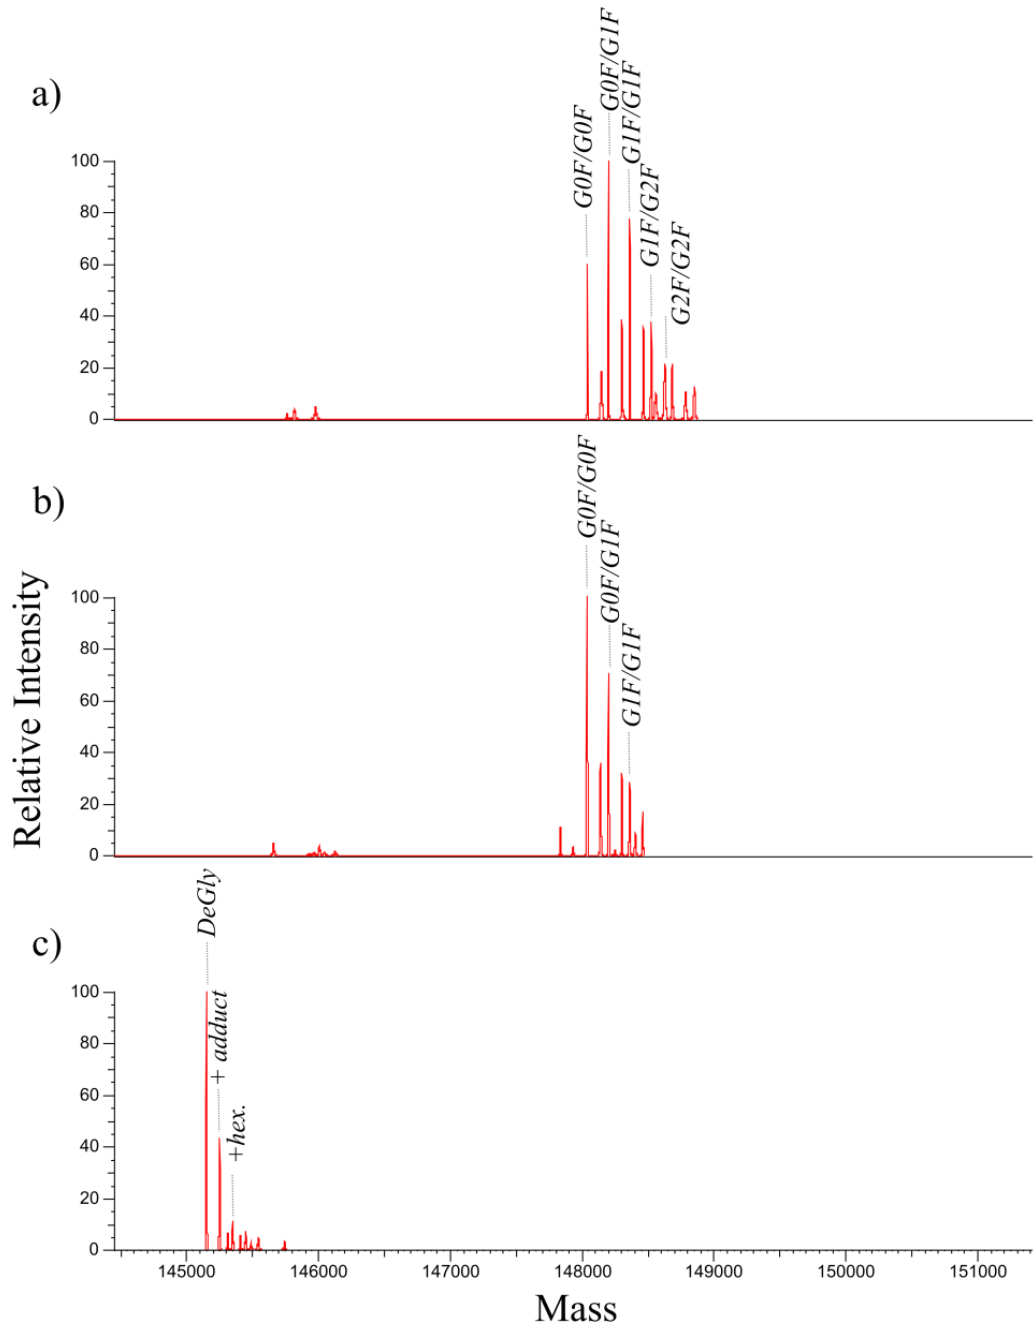 a)
G0F/G0F
G0F/G1F
G1F/G1F
G1F/G2F
G2F/G2F
100
80
60
40
20
0
b)
G0F/G0F
G0F/G1F
G1F/G1F
100
80
60
40
20
0
Relative Intensity
c)
DeGly
+ adduct
+hex.
100
80
60
40
20
0
145000 146000 147000 148000 149000 150000 151000
Mass